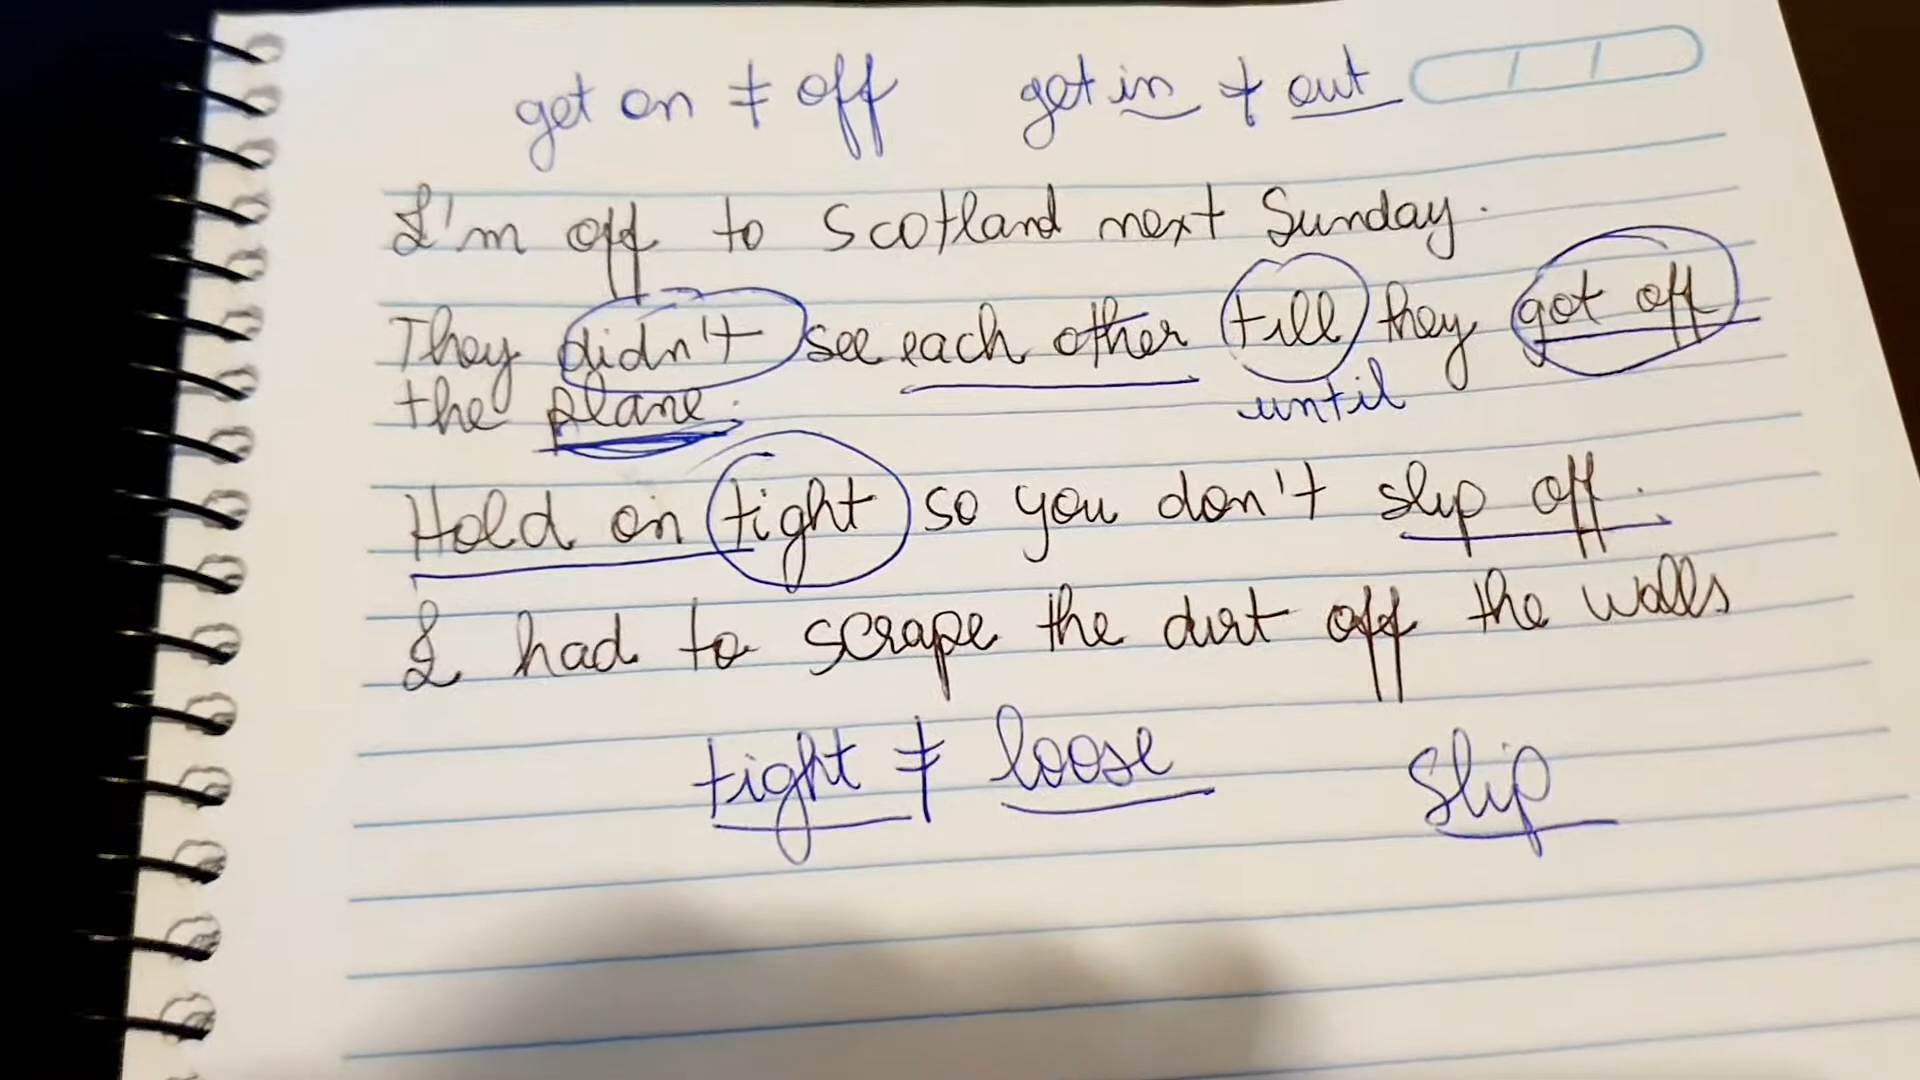 get on ≠ off get in ≠ out
I'm off to Scotland next Sunday.
They didn't see each other till they got off
until
the plane.
Hold on tight so you don't slip off.
I had to scrape the dirt off the walls
tight ≠ loose slip